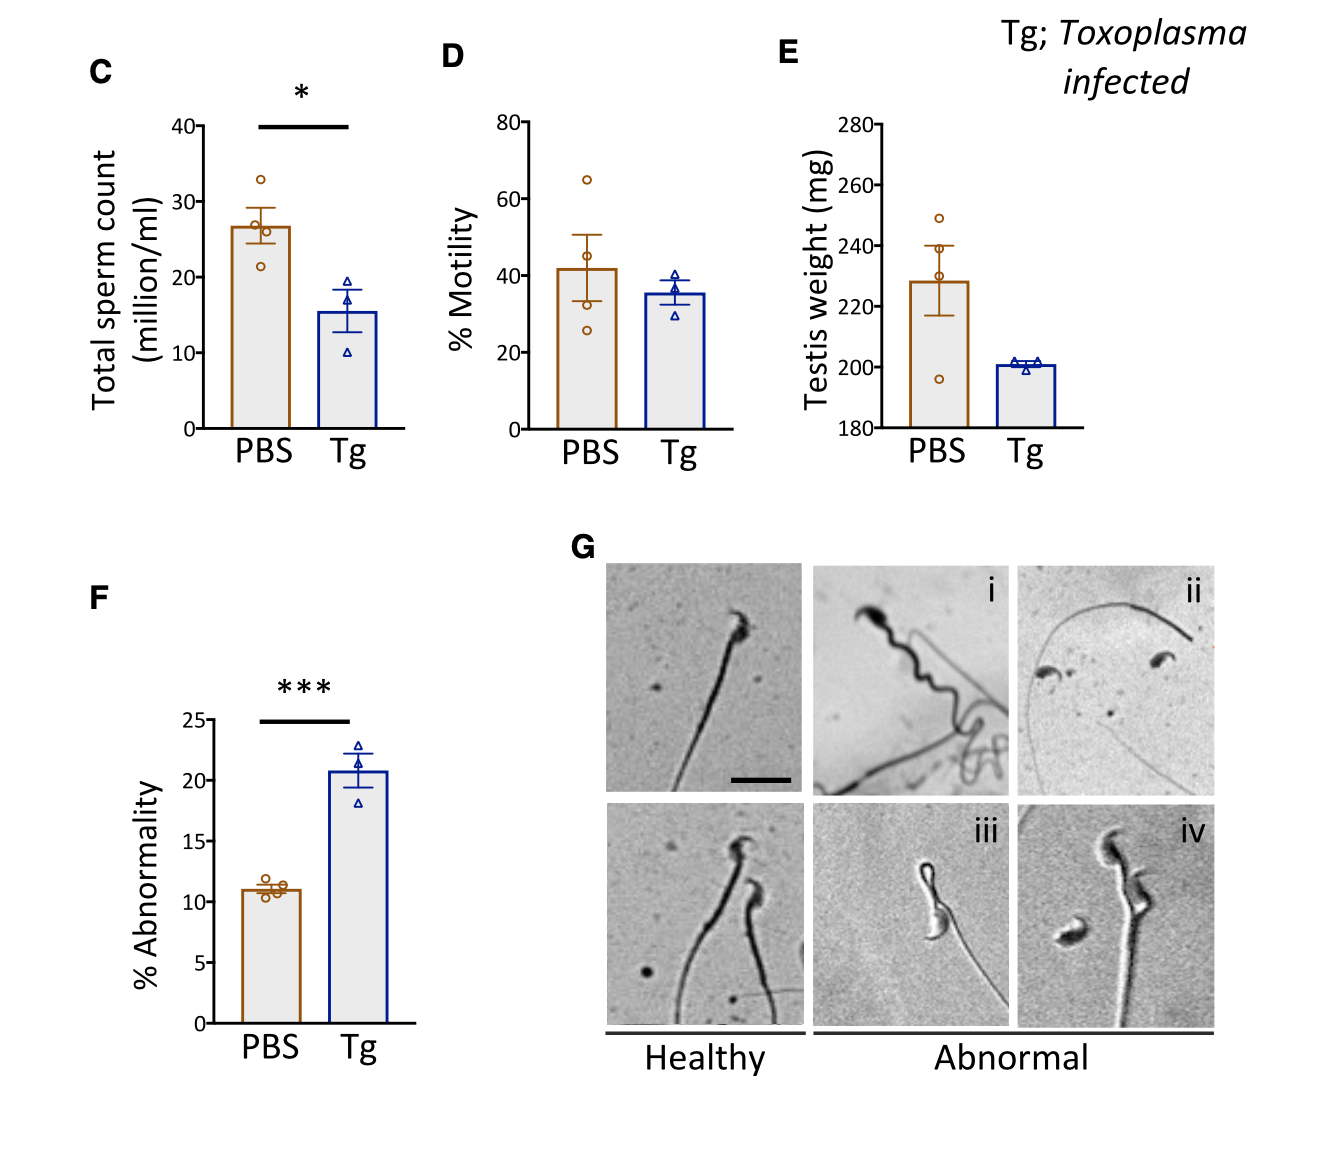 Tg; Toxoplasma
infected
C
*
Total sperm count
(million/ml)
40
30
20
10
0
PBS Tg
D
% Motility
80
60
40
20
0
PBS Tg
E
Testis weight (mg)
280
260
240
220
200
180
PBS Tg
F
***
% Abnormality
25
20
15
10
5
0
PBS Tg
G
i
ii
iii
iv
Healthy
Abnormal